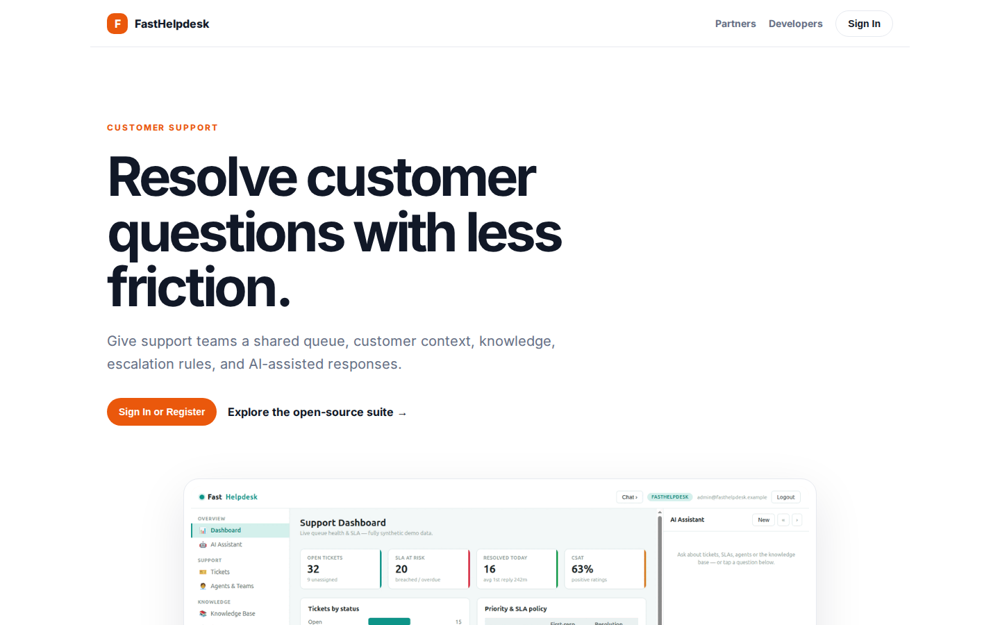 F FastHelpdesk
Partners Developers Sign In
CUSTOMER SUPPORT
Resolve customer
questions with less
friction.
Give support teams a shared queue, customer context, knowledge,
escalation rules, and AI-assisted responses.
Sign In or Register Explore the open-source suite →
Fast Helpdesk
Chat › FASTHELPDESK admin@fasthelpdesk.example Logout
OVERVIEW
Dashboard
AI Assistant
SUPPORT
Tickets
Agents & Teams
KNOWLEDGE
Knowledge Base
Support Dashboard
Live queue health & SLA — fully synthetic demo data.
OPEN TICKETS
32
9 unassigned
SLA AT RISK
20
breached / overdue
RESOLVED TODAY
16
avg 1st reply 242m
CSAT
63%
positive ratings
Tickets by status
Open 15
Priority & SLA policy
First-resp Resolution
AI Assistant New « ›
Ask about tickets, SLAs, agents or the knowledge
base — or tap a question below.